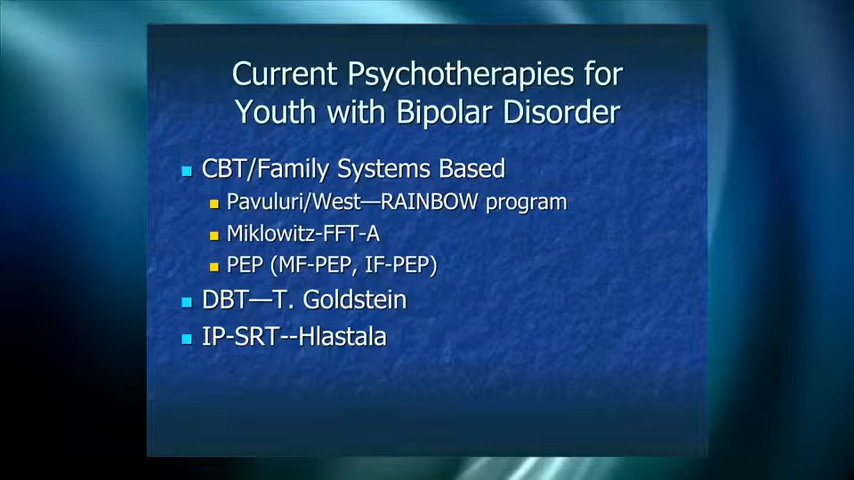 Current Psychotherapies for
Youth with Bipolar Disorder
CBT/Family Systems Based
Pavuluri/West—RAINBOW program
Miklowitz-FFT-A
PEP (MF-PEP, IF-PEP)
DBT—T. Goldstein
IP-SRT--Hlastala